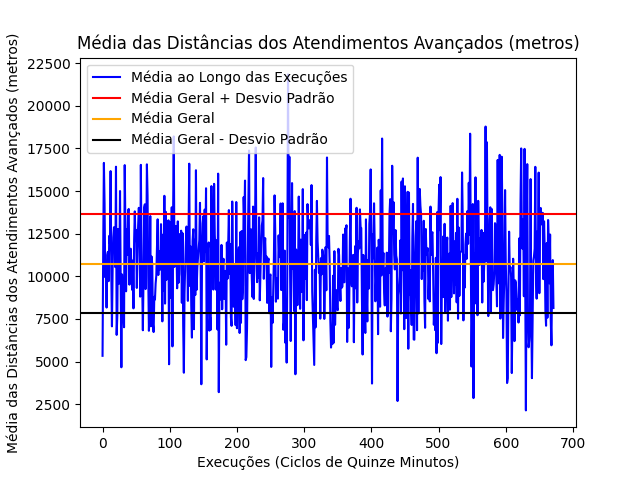 Média das Distâncias dos Atendimentos Avançados (metros)
Média das Distâncias dos Atendimentos Avançados (metros)
22500
20000
17500
15000
12500
10000
7500
5000
2500
Média ao Longo das Execuções
Média Geral + Desvio Padrão
Média Geral
Média Geral - Desvio Padrão
0 100 200 300 400 500 600 700
Execuções (Ciclos de Quinze Minutos)